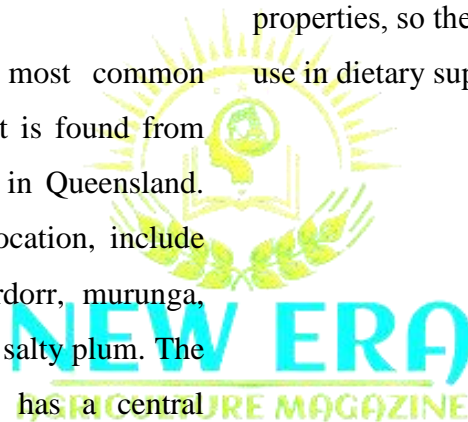 most common
t is found from
in Queensland.
ocation, include
rdorr, murunga,
salty plum. The
has a central
properties, so the
use in dietary sup
NEW ERA
AGRICULTURE MAGAZINE